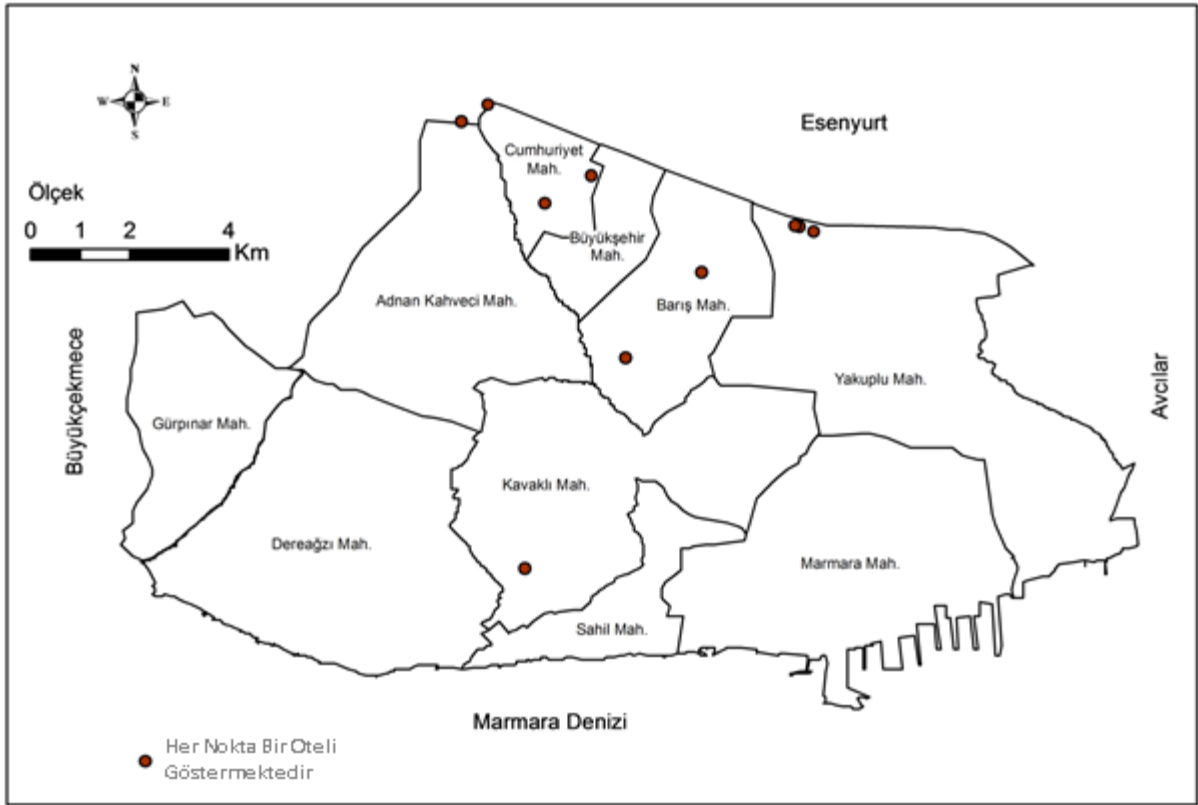 N
W E
S
Esenyurt
Ölçek
0 1 2 4
Km
Cumhuriyet
Mah.
Büyükşehir
Mah.
Adnan Kahveci Mah.
Barış Mah.
Yakuplu Mah.
Büyükçekmece
Avcılar
Gürpınar Mah.
Kavaklı Mah.
Dereağzı Mah.
Marmara Mah.
Sahil Mah.
Marmara Denizi
Her Nokta Bir Oteli
Göstermektedir